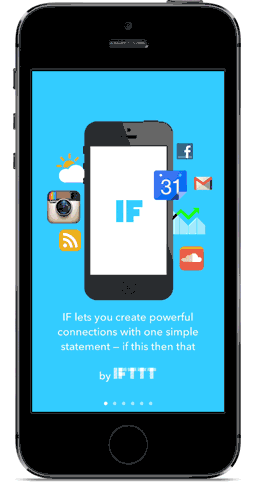 31
IF
IF lets you create powerful
connections with one simple
statement – if this then that
by IFTTT